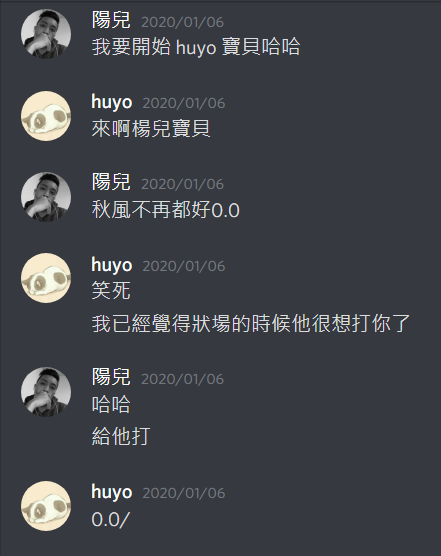 陽兒 2020/01/06
我要開始 huyo 寶貝哈哈
huyo 2020/01/06
來啊楊兒寶貝
陽兒 2020/01/06
秋風不再都好0.0
huyo 2020/01/06
笑死
我已經覺得狀場的時候他很想打你了
陽兒 2020/01/06
哈哈
給他打
huyo 2020/01/06
0.0/